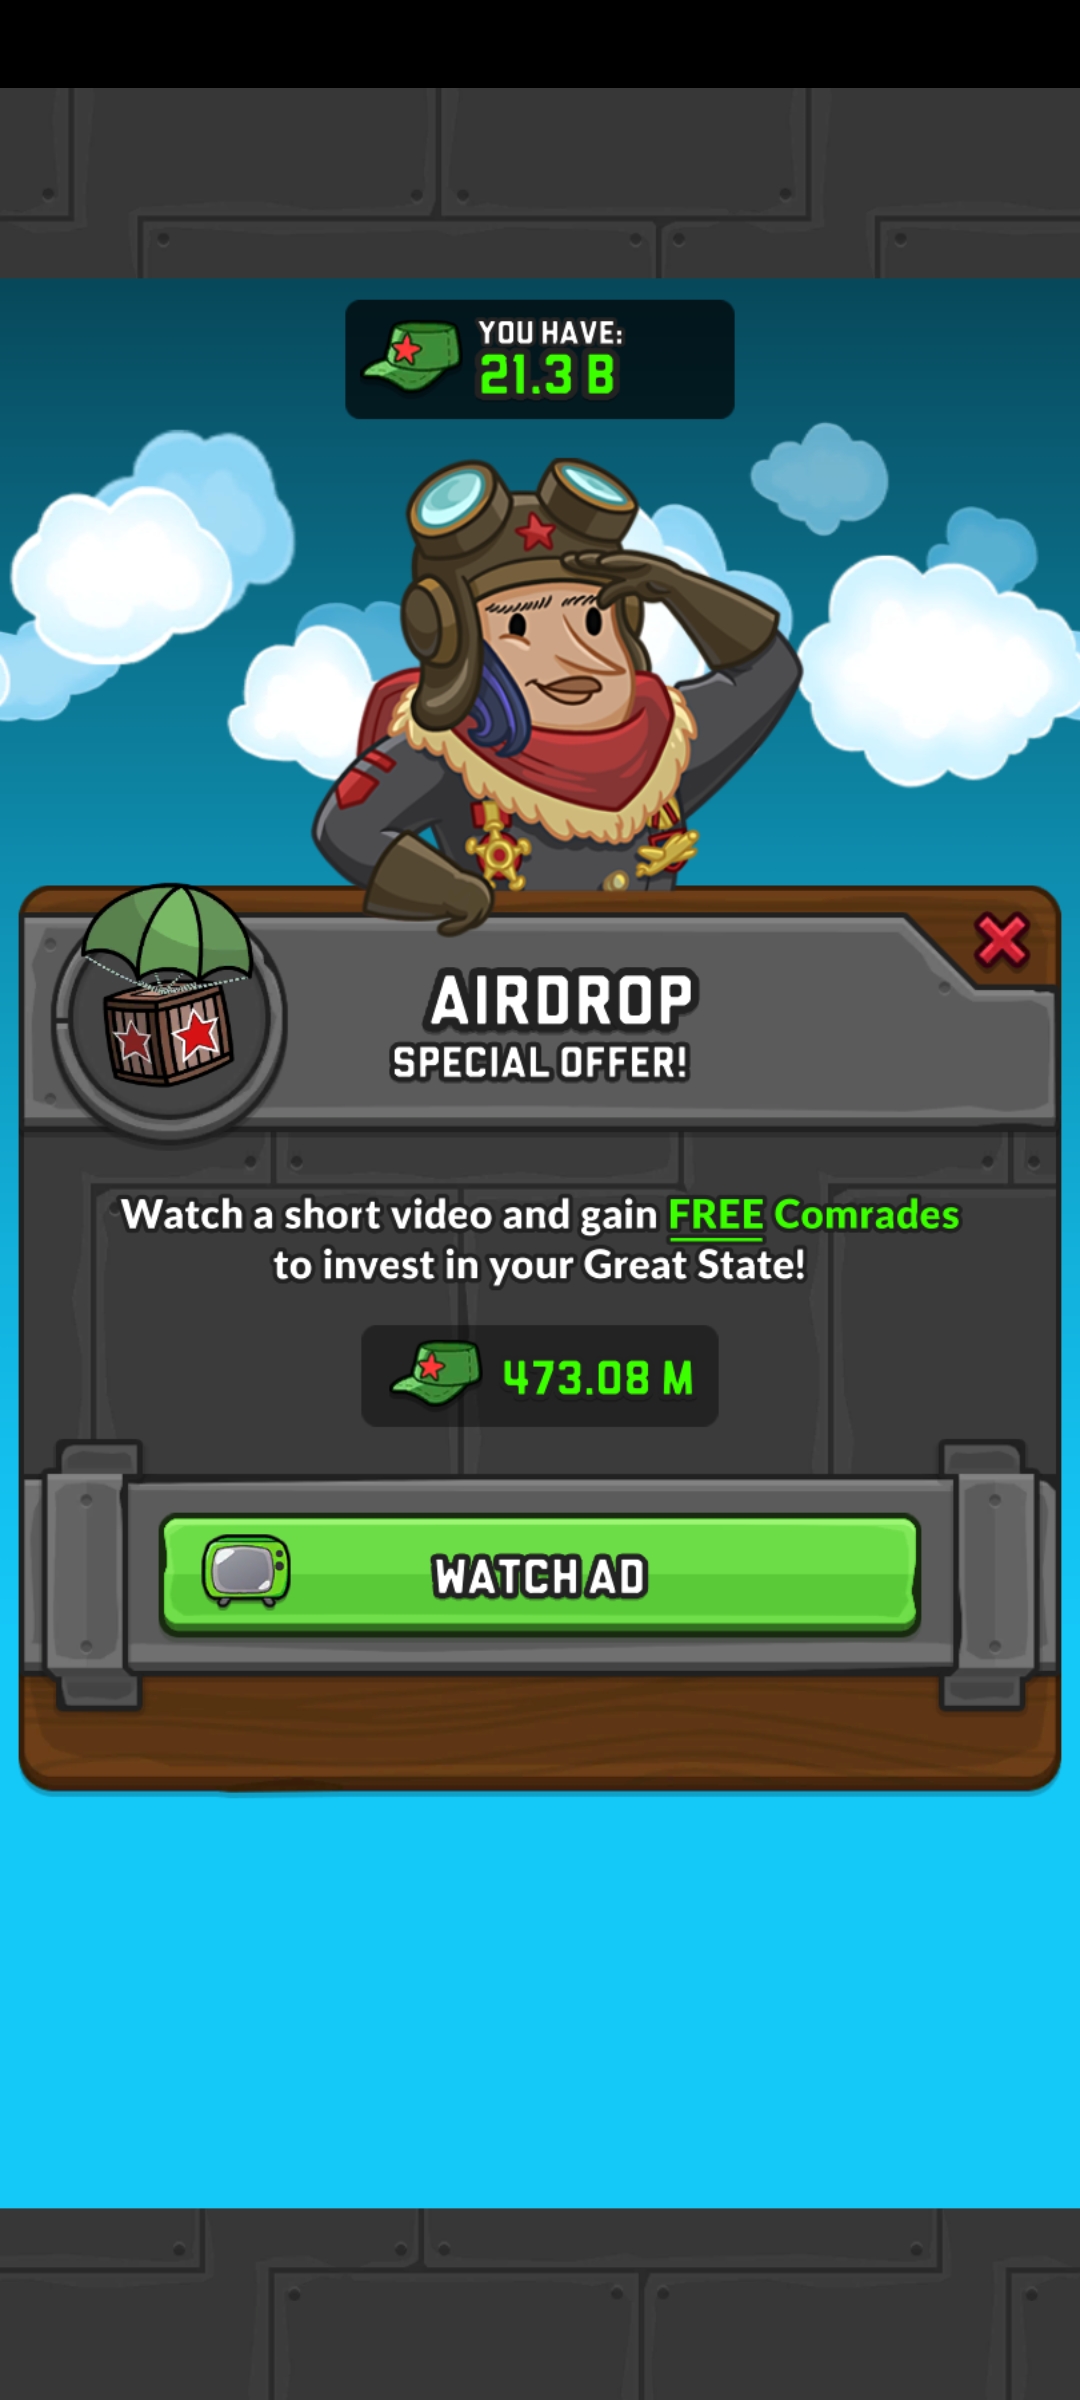 YOU HAVE:
21.3 B
AIRDROP
SPECIAL OFFER!
Watch a short video and gain FREE Comrades
to invest in your Great State!
473.08 M
WATCH AD